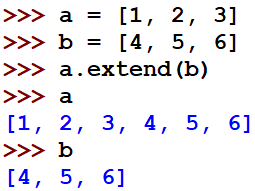 >>> a = [1, 2, 3]
>>> b = [4, 5, 6]
>>> a.extend(b)
>>> a
[1, 2, 3, 4, 5, 6]
>>> b
[4, 5, 6]